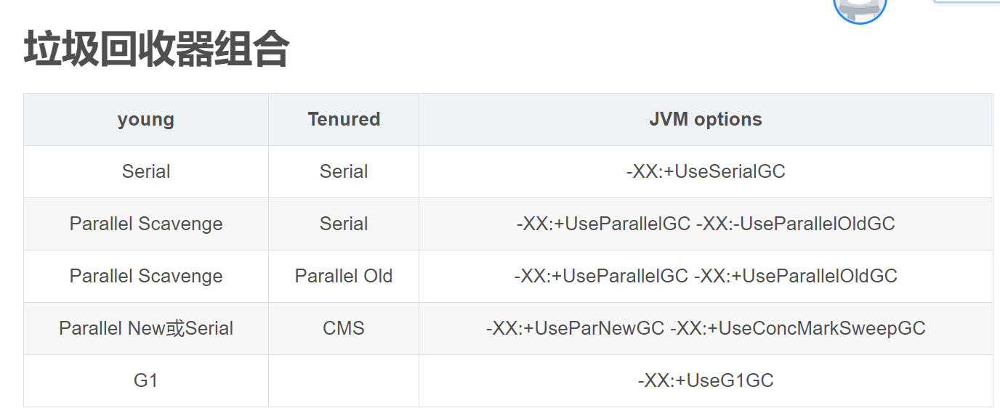 垃圾回收器组合
young Tenured JVM options
Serial Serial -XX:+UseSerialGC
Parallel Scavenge Serial -XX:+UseParallelGC -XX:-UseParallelOldGC
Parallel Scavenge Parallel Old -XX:+UseParallelGC -XX:+UseParallelOldGC
Parallel New或Serial CMS -XX:+UseParNewGC -XX:+UseConcMarkSweepGC
G1 -XX:+UseG1GC